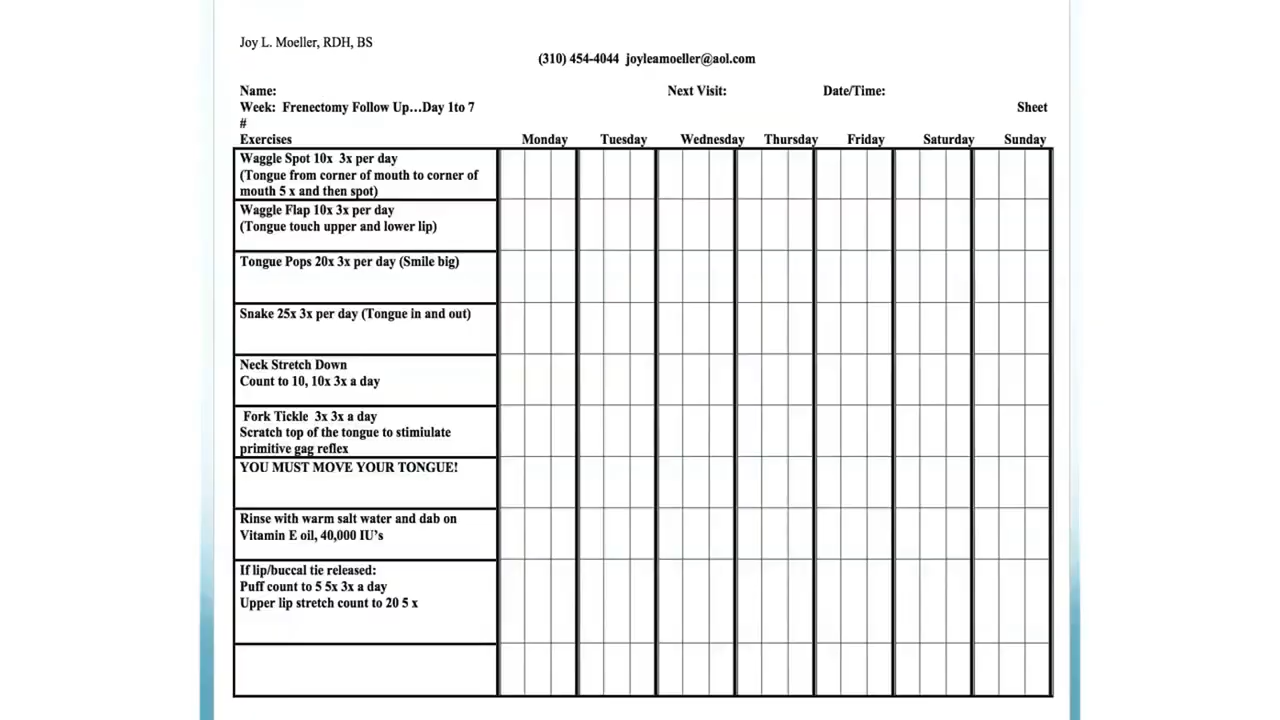 Joy L. Moeller, RDH, BS
(310) 454-4044 joyleamoeller@aol.com
Name: Next Visit: Date/Time:
Week: Frenectomy Follow Up…Day 1to 7 Sheet
#
Exercises Monday Tuesday Wednesday Thursday Friday Saturday Sunday
Waggle Spot 10x 3x per day
(Tongue from corner of mouth to corner of
mouth 5 x and then spot)
Waggle Flap 10x 3x per day
(Tongue touch upper and lower lip)
Tongue Pops 20x 3x per day (Smile big)
Snake 25x 3x per day (Tongue in and out)
Neck Stretch Down
Count to 10, 10x 3x a day
Fork Tickle 3x 3x a day
Scratch top of the tongue to stimiulate
primitive gag reflex
YOU MUST MOVE YOUR TONGUE!
Rinse with warm salt water and dab on
Vitamin E oil, 40,000 IU's
If lip/buccal tie released:
Puff count to 5 5x 3x a day
Upper lip stretch count to 20 5 x